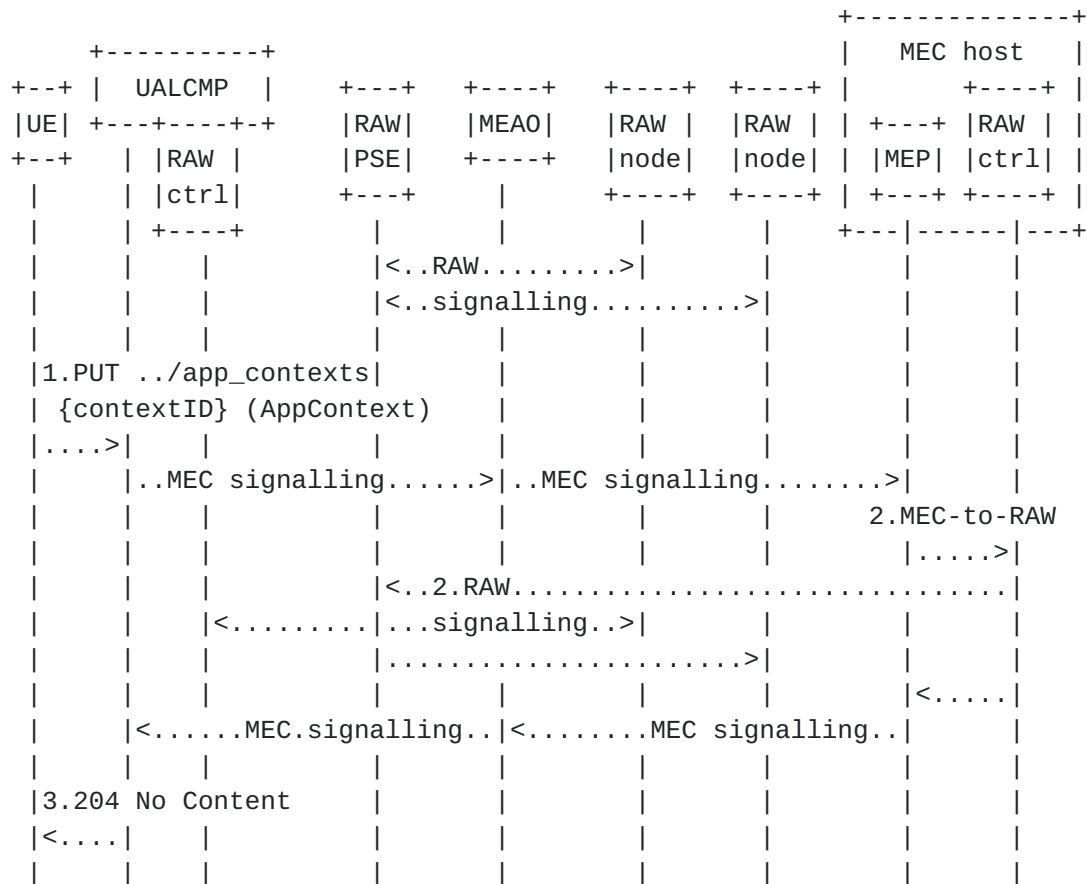 +--------------+
     +----------+                                    |   MEC host   |
+--+ |  UALCMP  |    +---+   +----+   +----+  +----+ |       +----+ |
|UE| +---+----+-+    |RAW|   |MEAO|   |RAW |  |RAW | | +---+ |RAW | |
+--+   | |RAW |      |PSE|   +----+   |node|  |node| | |MEP| |ctrl| |
 |     | |ctrl|      +---+     |      +----+  +----+ | +---+ +----+ |
 |     | +----+        |       |        |       |    +---|------|---+
 |     |    |          |<..RAW.........>|       |        |      |
 |     |    |          |<..signalling..........>|        |      |
 |     |    |          |       |        |       |        |      |
 |1.PUT ../app_contexts|       |        |       |        |      |
 | {contextID} (AppContext)    |        |       |        |      |
 |....>|    |          |       |        |       |        |      |
 |     |..MEC signalling......>|..MEC signalling........>|      |
 |     |    |          |       |        |       |      2.MEC-to-RAW
 |     |    |          |       |        |       |        |.....>|
 |     |    |          |<..2.RAW................................|
 |     |    |<.........|...signalling..>|       |        |      |
 |     |    |          |.......................>|        |      |
 |     |    |          |       |        |       |        |<.....|
 |     |<......MEC.signalling..|<........MEC signalling..|      |
 |     |    |          |       |        |       |        |      |
 |3.204 No Content     |       |        |       |        |      |
 |<....|    |          |       |        |       |        |      |
 |     |    |          |       |        |       |        |      |